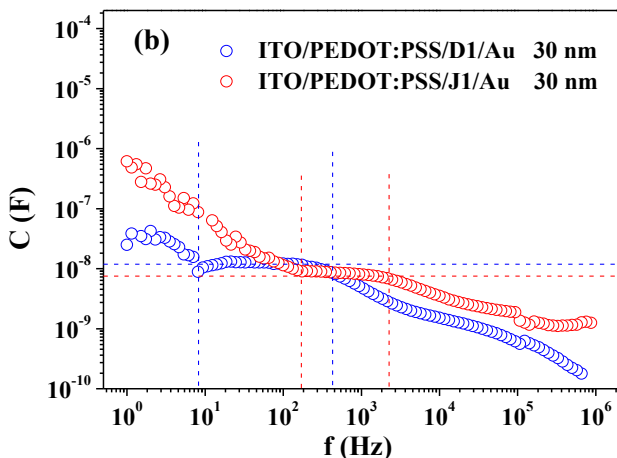 (b)
ITO/PEDOT:PSS/D1/Au 30 nm
ITO/PEDOT:PSS/J1/Au 30 nm
C (F)
10⁻⁴
10⁻⁵
10⁻⁶
10⁻⁷
10⁻⁸
10⁻⁹
10⁻¹⁰
10⁰ 10¹ 10² 10³ 10⁴ 10⁵ 10⁶
f (Hz)